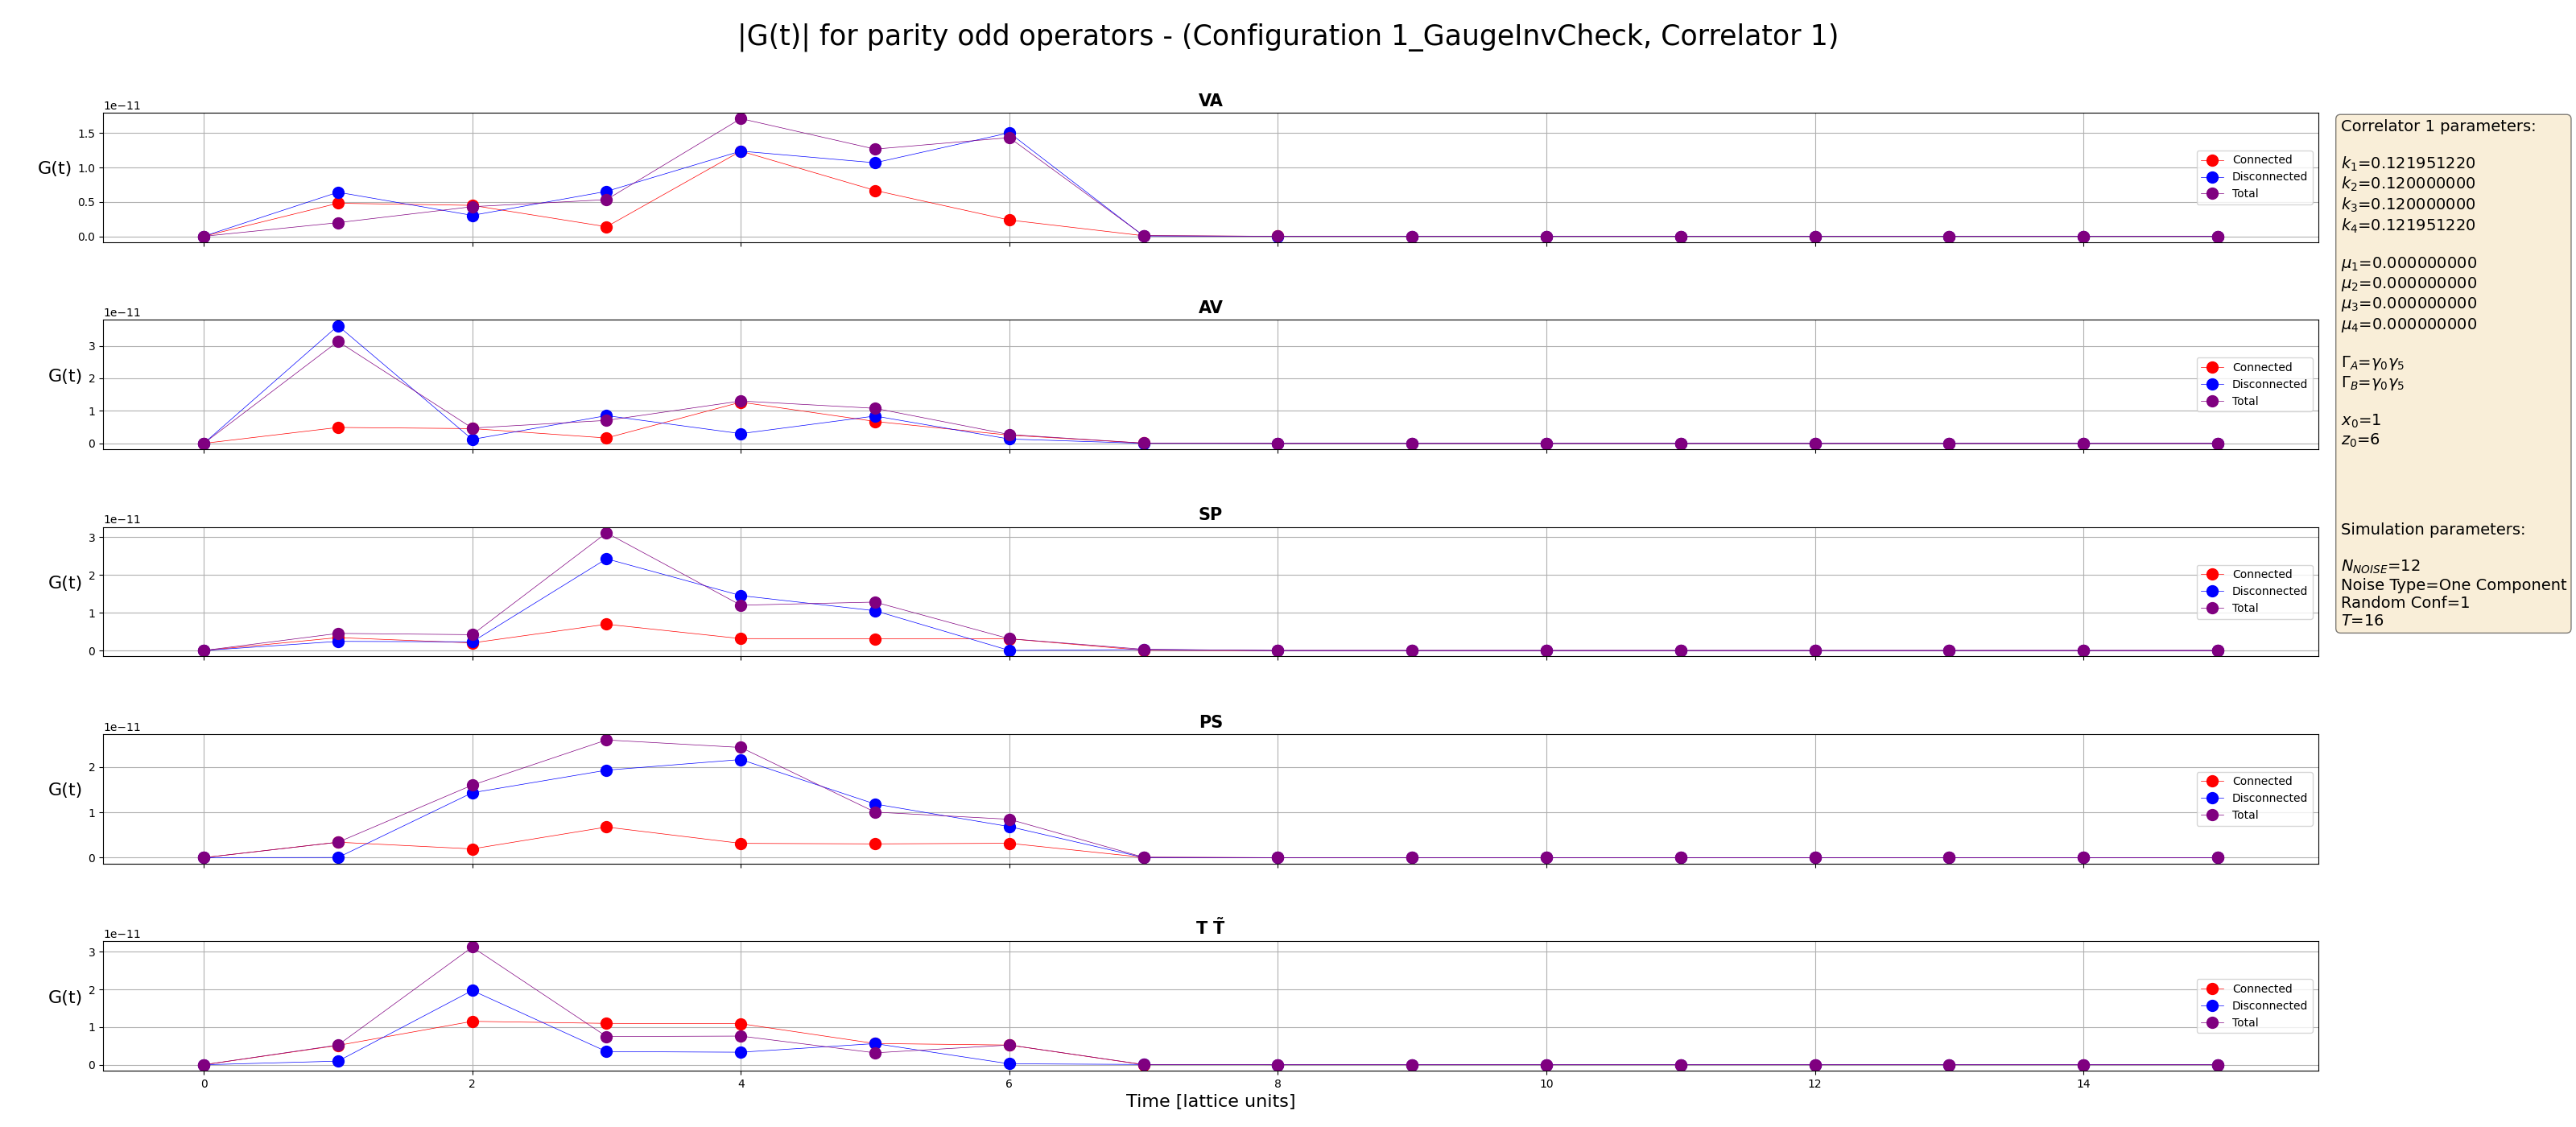 |G(t)| for parity odd operators - (Configuration 1_GaugeInvCheck, Correlator 1)
VA
1e−11
1.5
1.0
0.5
0.0
G(t)
Connected
Disconnected
Total
AV
1e−11
3
2
1
0
G(t)
Connected
Disconnected
Total
SP
1e−11
3
2
1
0
G(t)
Connected
Disconnected
Total
PS
1e−11
2
1
0
G(t)
Connected
Disconnected
Total
T T̃
1e−11
3
2
1
0
G(t)
Connected
Disconnected
Total
0 2 4 6 8 10 12 14
Time [lattice units]
Correlator 1 parameters:
k₁=0.121951220
k₂=0.120000000
k₃=0.120000000
k₄=0.121951220
μ₁=0.000000000
μ₂=0.000000000
μ₃=0.000000000
μ₄=0.000000000
Γ_A=γ₀γ₅
Γ_B=γ₀γ₅
x₀=1
z₀=6
Simulation parameters:
N_NOISE=12
Noise Type=One Component
Random Conf=1
T=16